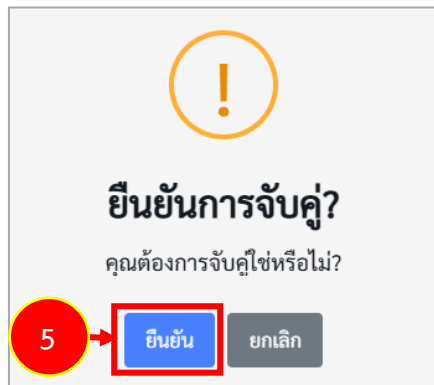 !
ยืนยันการจับคู่?
คุณต้องการจับคู่ใช่หรือไม่?
5 ยืนยัน ยกเลิก